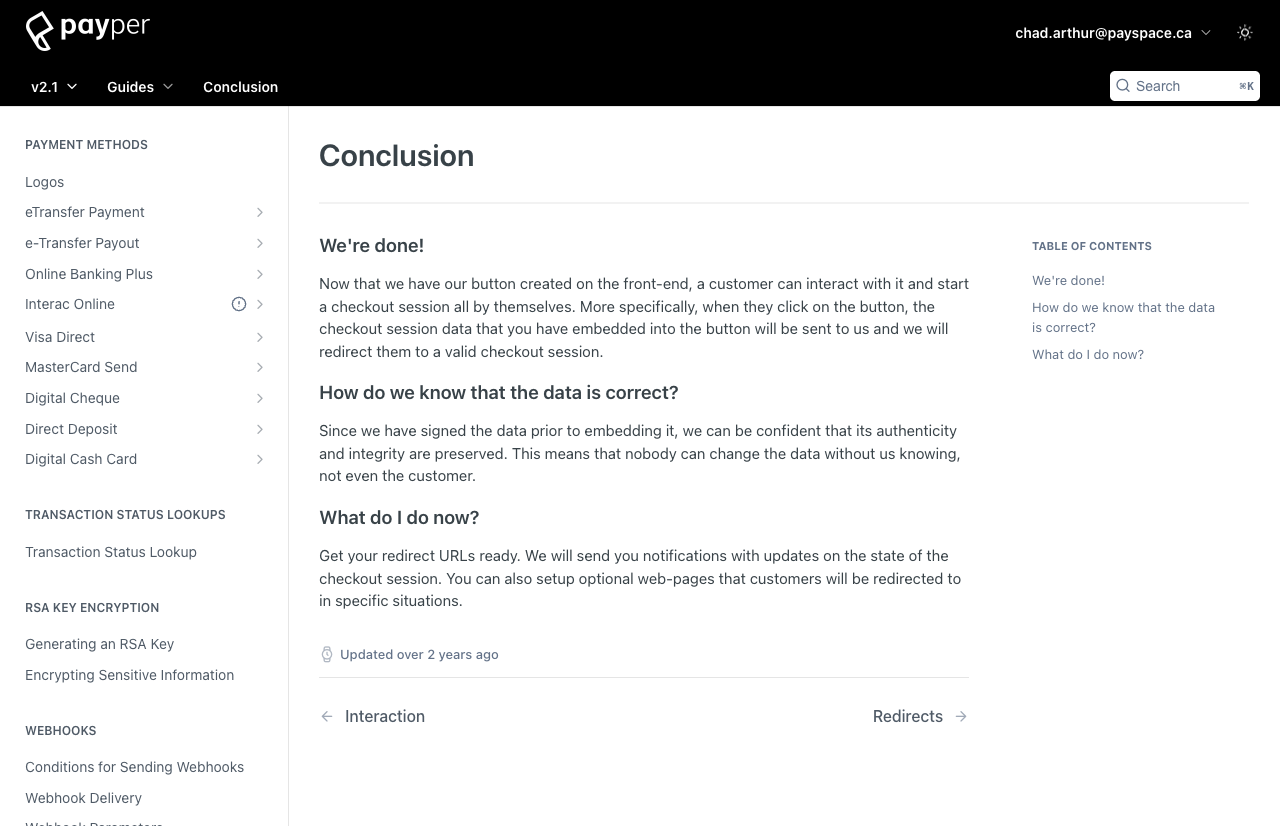 payper
chad.arthur@payspace.ca
v2.1
Guides
Conclusion
Search
⌘K
PAYMENT METHODS
Logos
eTransfer Payment
e-Transfer Payout
Online Banking Plus
Interac Online
Visa Direct
MasterCard Send
Digital Cheque
Direct Deposit
Digital Cash Card
TRANSACTION STATUS LOOKUPS
Transaction Status Lookup
RSA KEY ENCRYPTION
Generating an RSA Key
Encrypting Sensitive Information
WEBHOOKS
Conditions for Sending Webhooks
Webhook Delivery
Webhook Parameters
Conclusion
We're done!
Now that we have our button created on the front-end, a customer can interact with it and start
a checkout session all by themselves. More specifically, when they click on the button, the
checkout session data that you have embedded into the button will be sent to us and we will
redirect them to a valid checkout session.
How do we know that the data is correct?
Since we have signed the data prior to embedding it, we can be confident that its authenticity
and integrity are preserved. This means that nobody can change the data without us knowing,
not even the customer.
What do I do now?
Get your redirect URLs ready. We will send you notifications with updates on the state of the
checkout session. You can also setup optional web-pages that customers will be redirected to
in specific situations.
Updated over 2 years ago
Interaction
Redirects
TABLE OF CONTENTS
We're done!
How do we know that the data
is correct?
What do I do now?